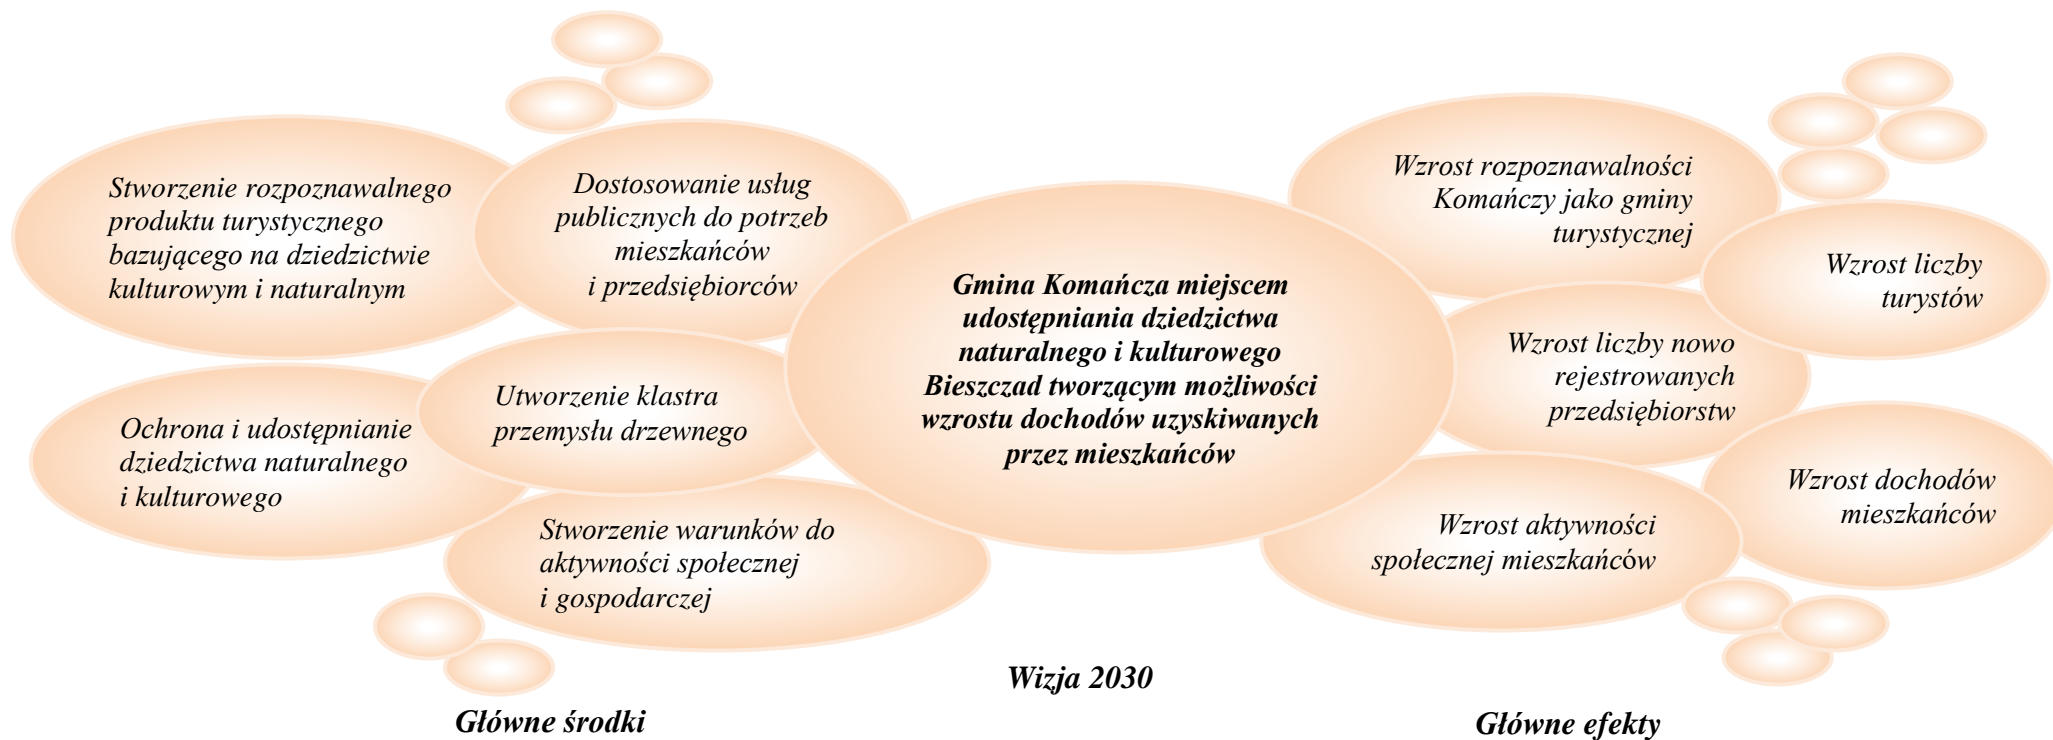 Stworzenie rozpoznawalnego
produktu turystycznego
bazującego na dziedzictwie
kulturowym i naturalnym
Dostosowanie usług
publicznych do potrzeb
mieszkańców
i przedsiębiorców
Ochrona i udostępnianie
dziedzictwa naturalnego
i kulturowego
Utworzenie klastra
przemysłu drzewnego
Stworzenie warunków do
aktywności społecznej
i gospodarczej
Główne środki
Gmina Komańcza miejscem
udostępniania dziedzictwa
naturalnego i kulturowego
Bieszczad tworzącym możliwości
wzrostu dochodów uzyskiwanych
przez mieszkańców
Wizja 2030
Wzrost rozpoznawalności
Komańczy jako gminy
turystycznej
Wzrost liczby
turystów
Wzrost liczby nowo
rejestrowanych
przedsiębiorstw
Wzrost dochodów
mieszkańców
Wzrost aktywności
społecznej mieszkańców
Główne efekty